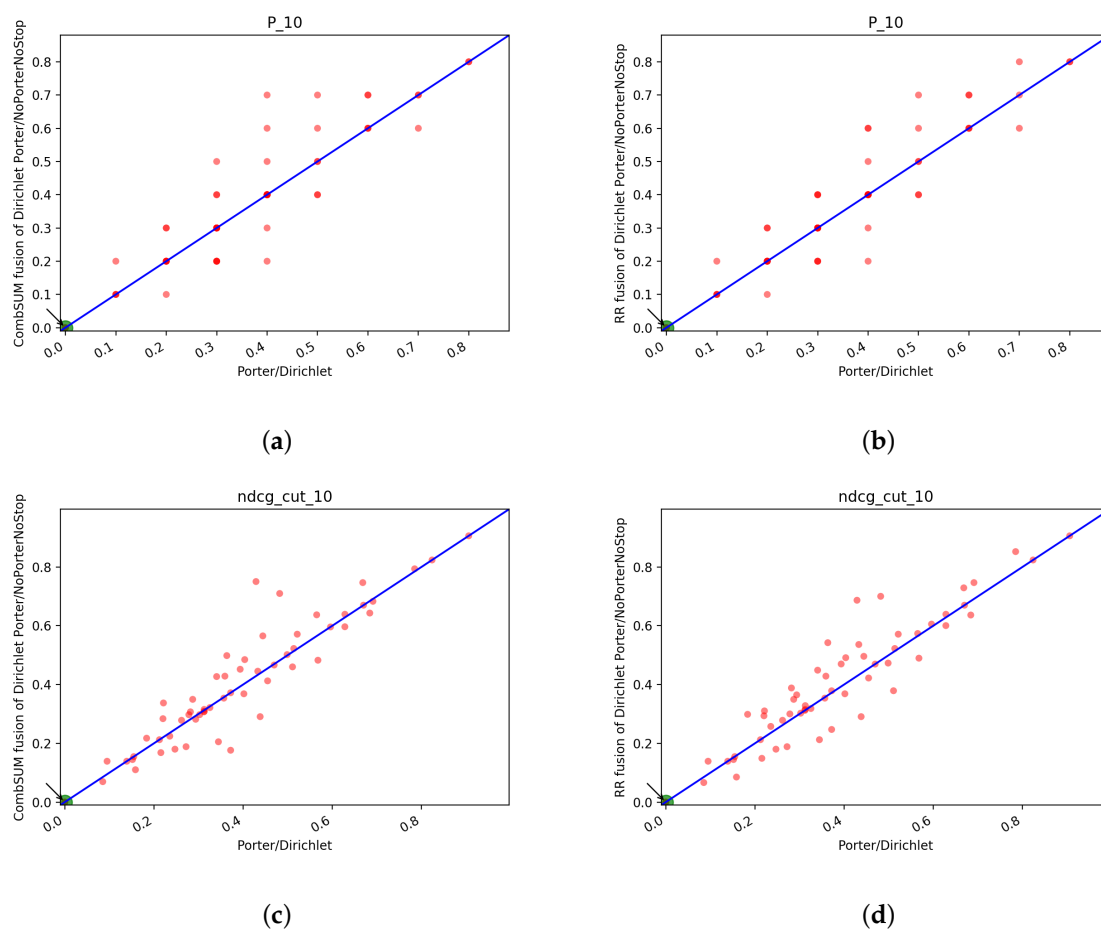 P_10
CombSUM fusion of Dirichlet Porter/NoPorterNoStop
0.8
0.7
0.6
0.5
0.4
0.3
0.2
0.1
0.0
0.0 0.1 0.2 0.3 0.4 0.5 0.6 0.7 0.8
Porter/Dirichlet
(a)
P_10
RR fusion of Dirichlet Porter/NoPorterNoStop
0.8
0.7
0.6
0.5
0.4
0.3
0.2
0.1
0.0
0.0 0.1 0.2 0.3 0.4 0.5 0.6 0.7 0.8
Porter/Dirichlet
(b)
ndcg_cut_10
CombSUM fusion of Dirichlet Porter/NoPorterNoStop
0.8
0.6
0.4
0.2
0.0
0.0 0.2 0.4 0.6 0.8
Porter/Dirichlet
(c)
ndcg_cut_10
RR fusion of Dirichlet Porter/NoPorterNoStop
0.8
0.6
0.4
0.2
0.0
0.0 0.2 0.4 0.6 0.8
Porter/Dirichlet
(d)